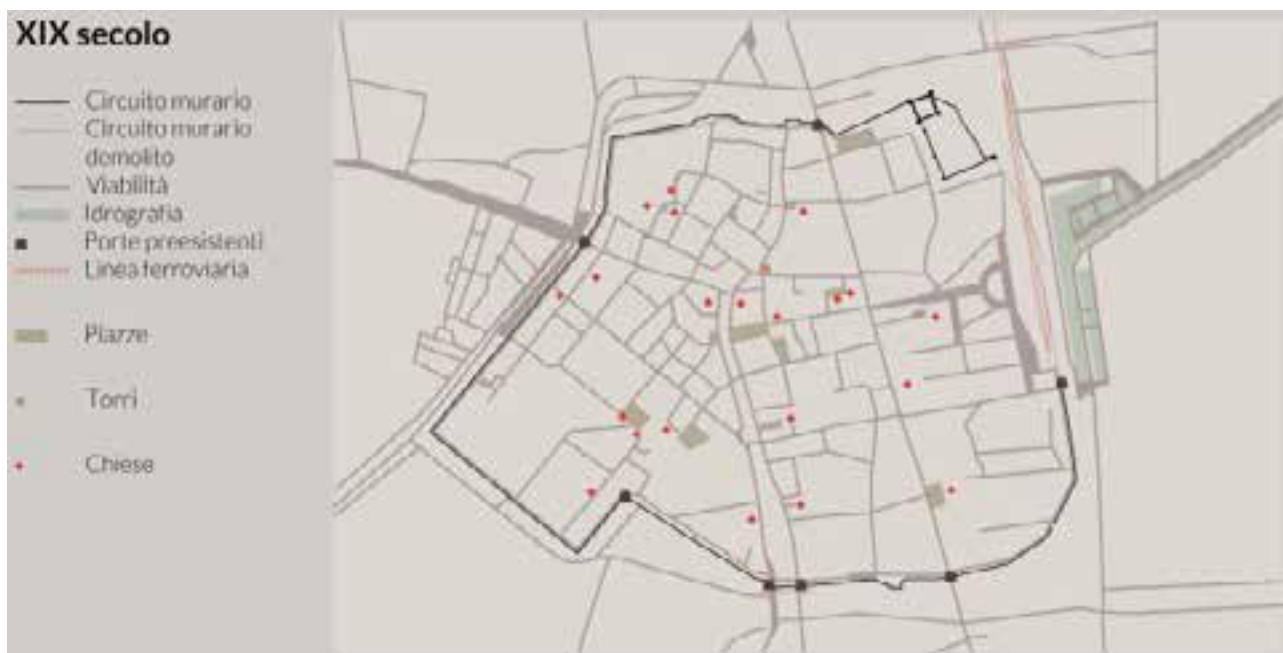 XIX secolo
Circuito murario
Circuito murario
demolito
Viabilità
Idrografia
Porte preesistenti
Linea ferroviaria
Piazze
Torri
Chiese